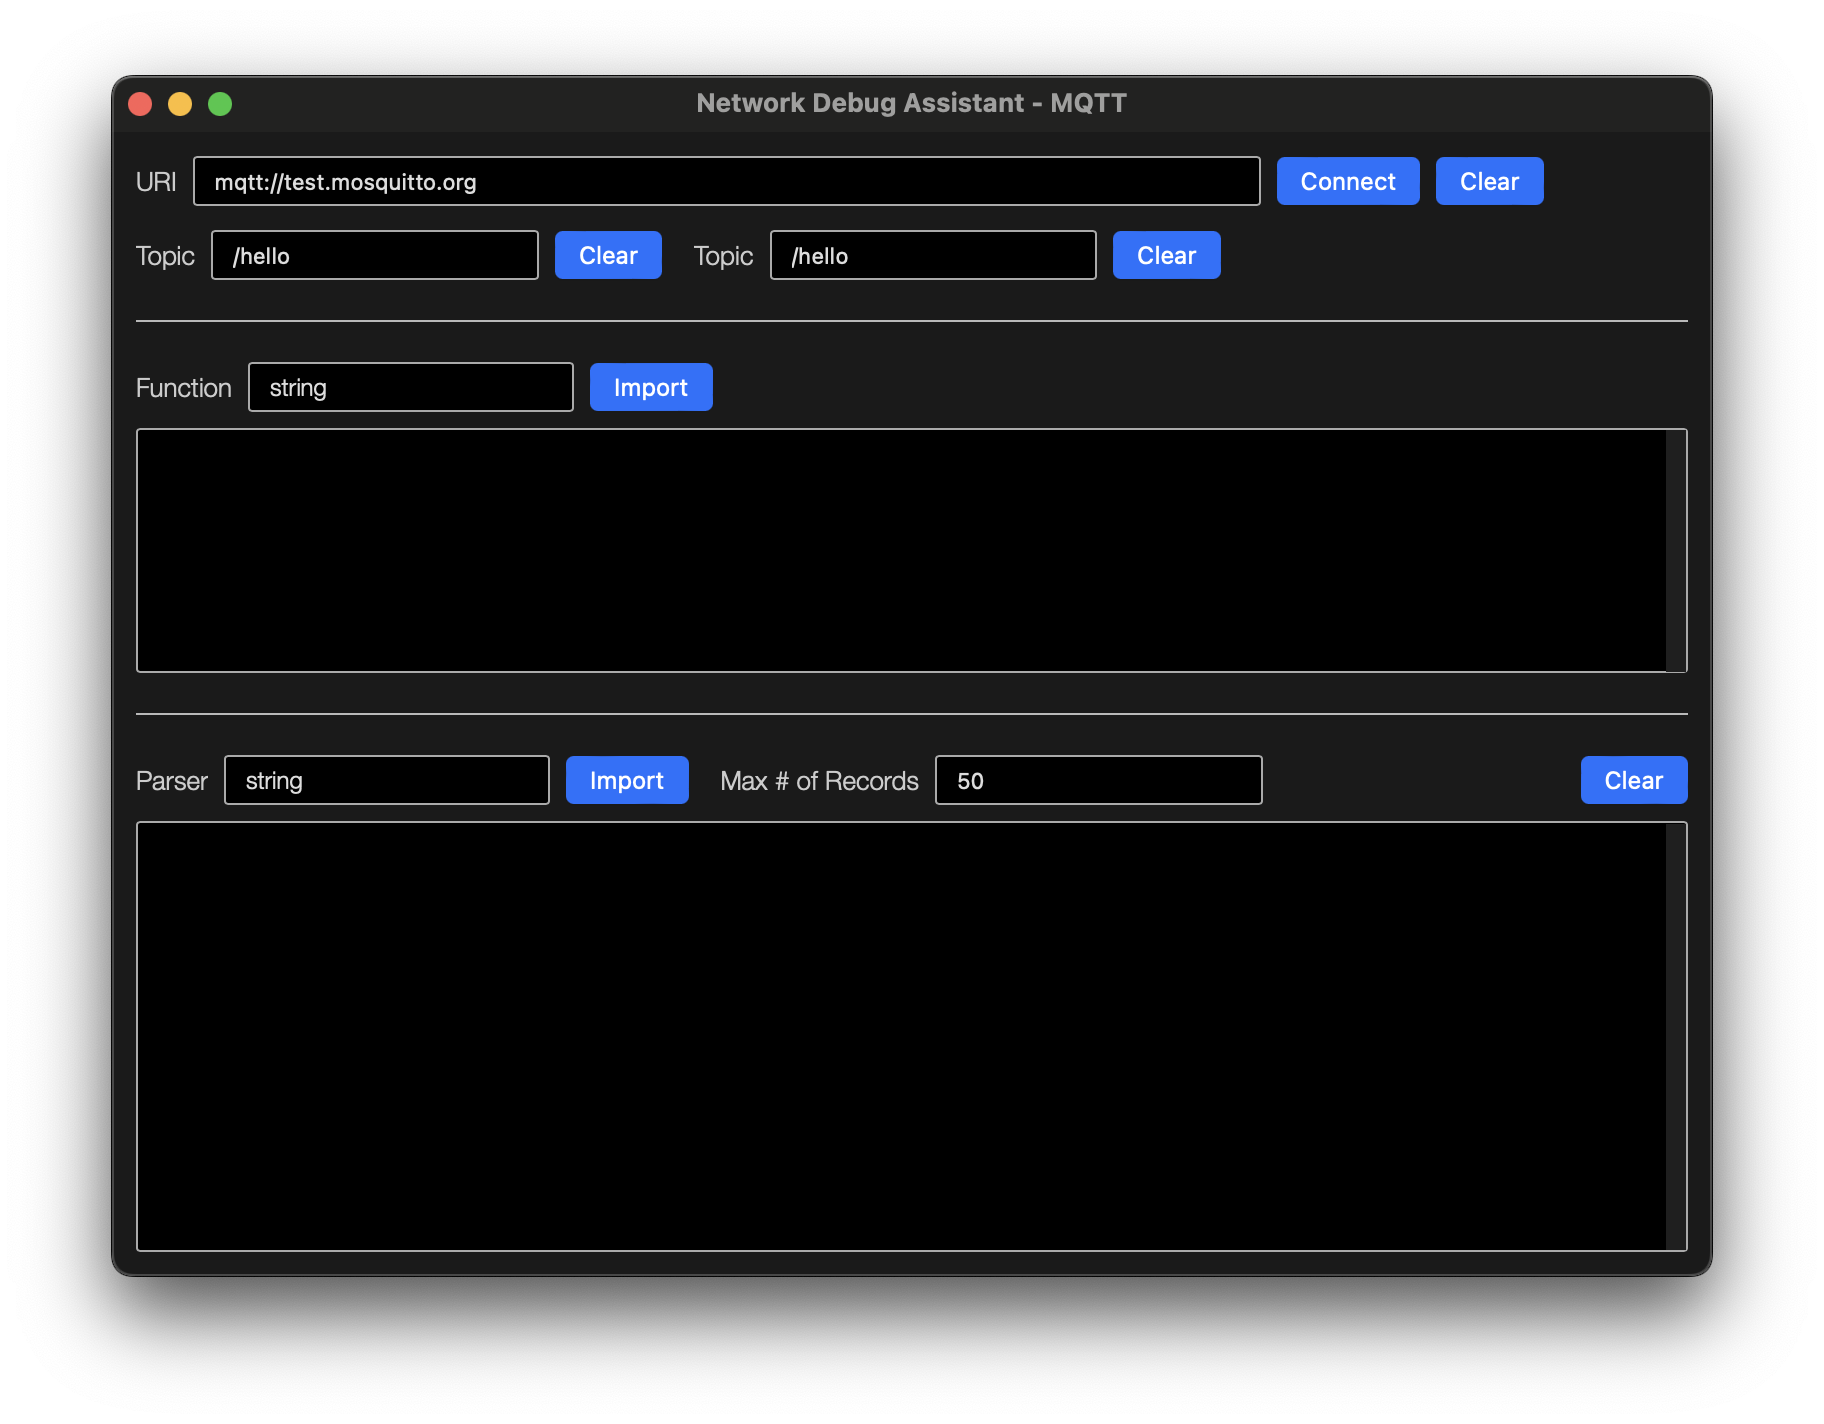 Network Debug Assistant - MQTT
URI mqtt://test.mosquitto.org Connect Clear
Topic /hello Clear Topic /hello Clear
Function string Import
Parser string Import Max # of Records 50 Clear